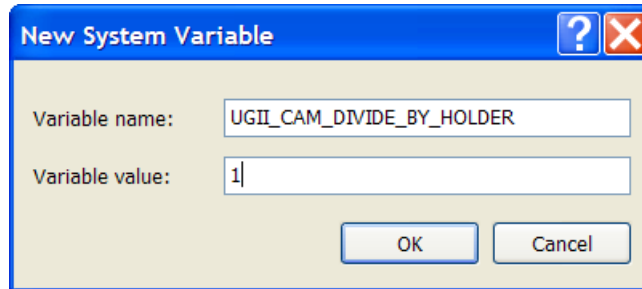 New System Variable
Variable name: UGII_CAM_DIVIDE_BY_HOLDER
Variable value: 1
OK Cancel